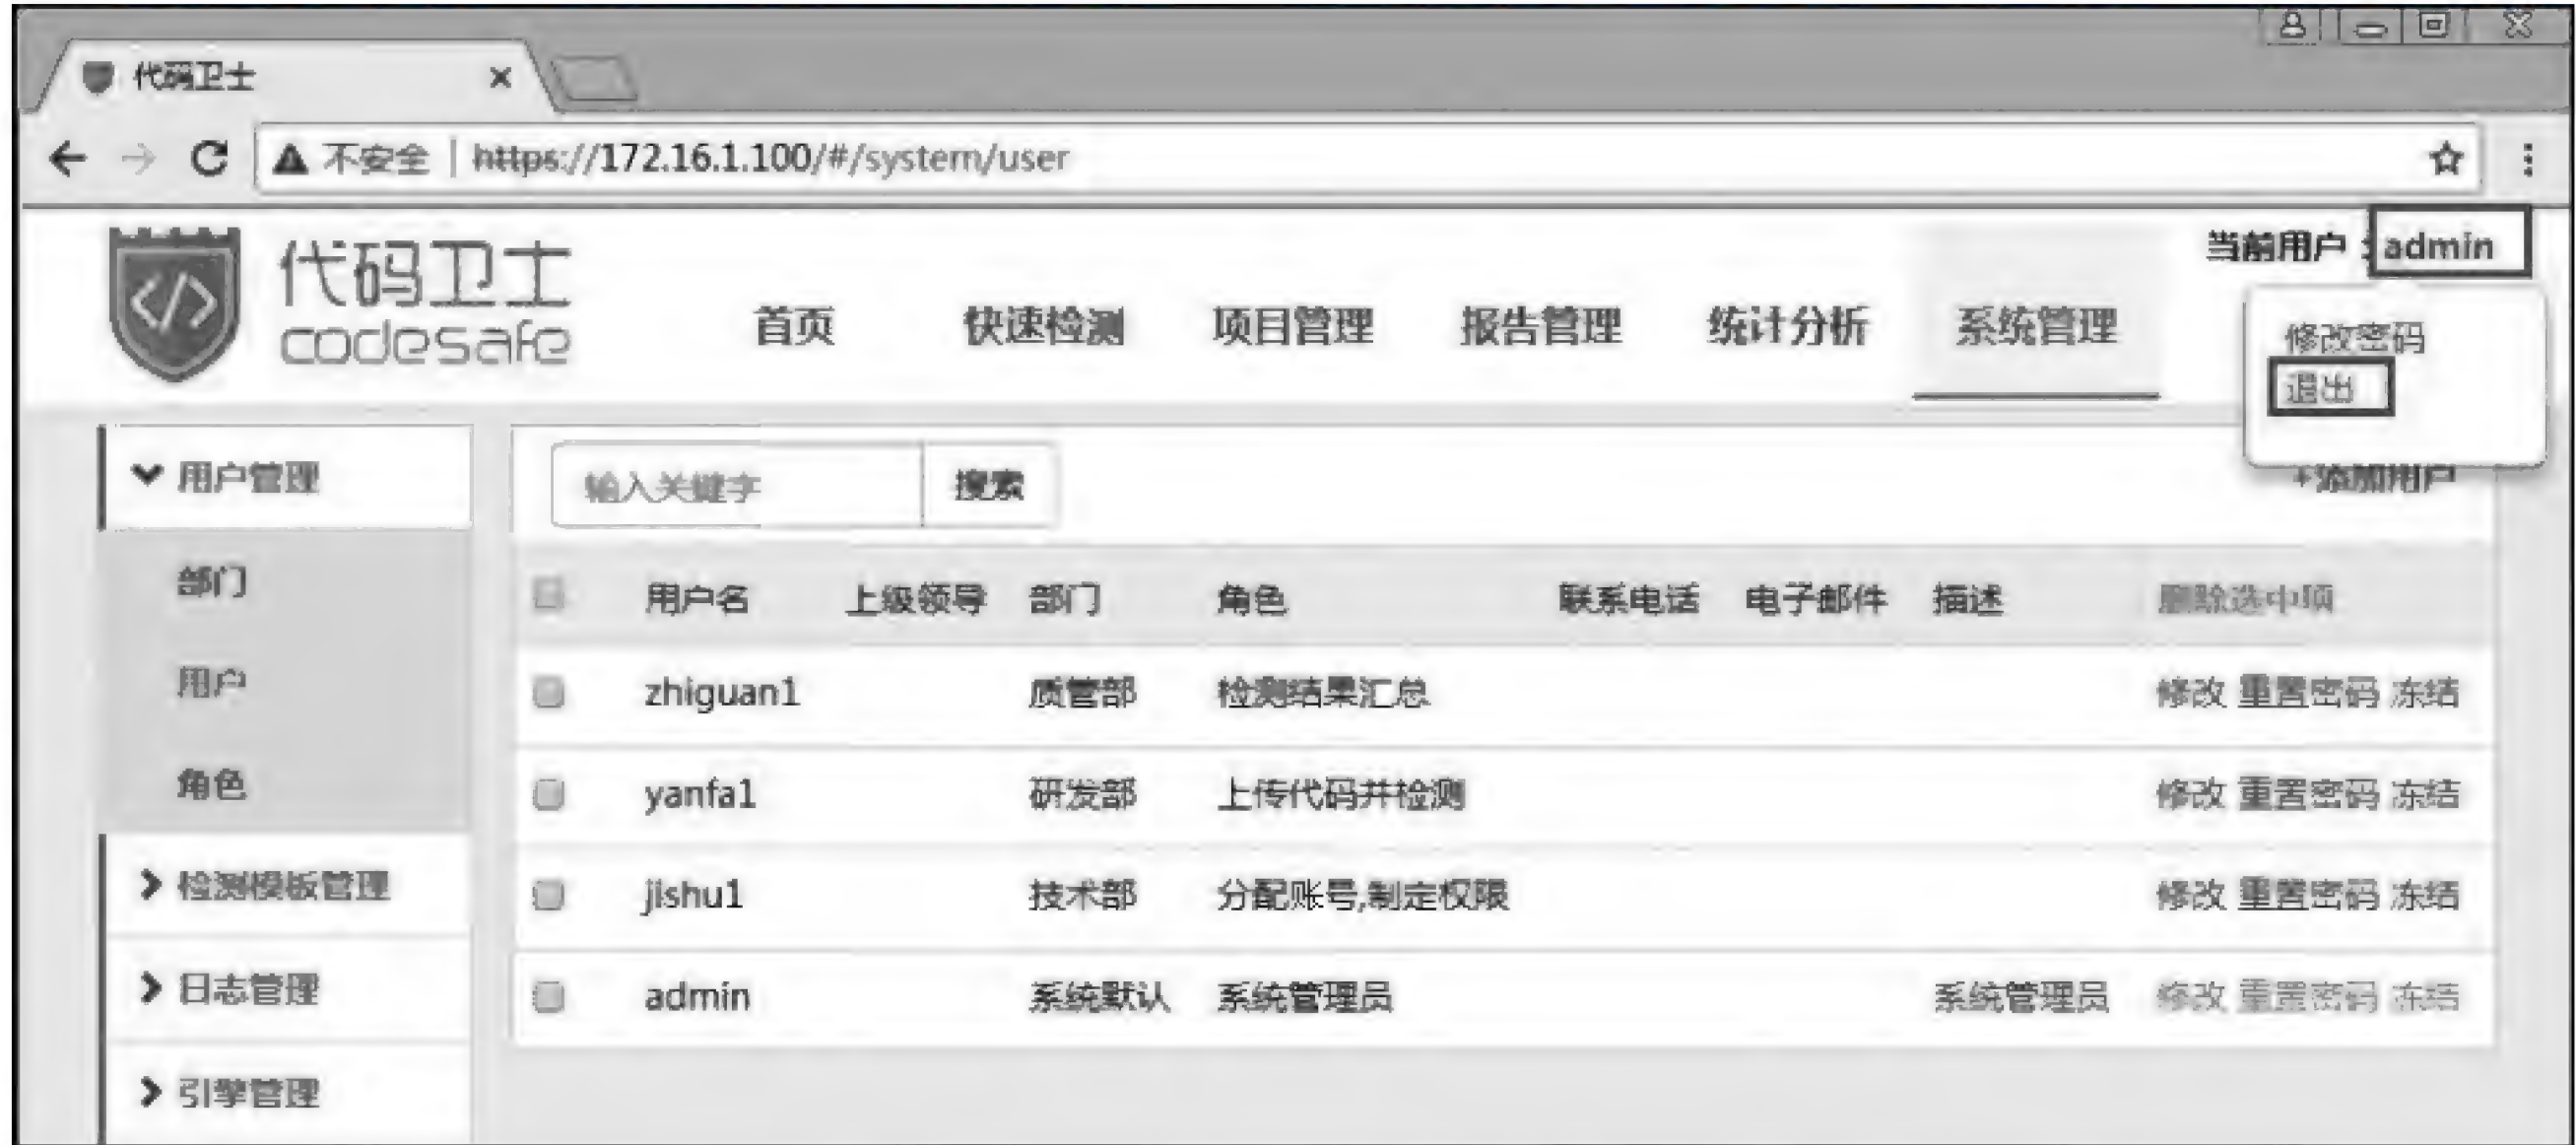 代码卫士
不安全 | https://172.16.1.100/#/system/user
代码卫士
codesafe
首页 快速检测 项目管理 报告管理 统计分析 系统管理
当前用户：admin
修改密码
退出
用户管理
部门
用户
角色
检测模板管理
日志管理
引擎管理
输入关键字 搜索 +添加用户
用户名 上级领导 部门 角色 联系电话 电子邮件 描述 删除选中项
zhiguan1 质管部 检测结果汇总 修改 重置密码 冻结
yanfa1 研发部 上传代码并检测 修改 重置密码 冻结
jishu1 技术部 分配账号,制定权限 修改 重置密码 冻结
admin 系统默认 系统管理员 系统管理员 修改 重置密码 冻结